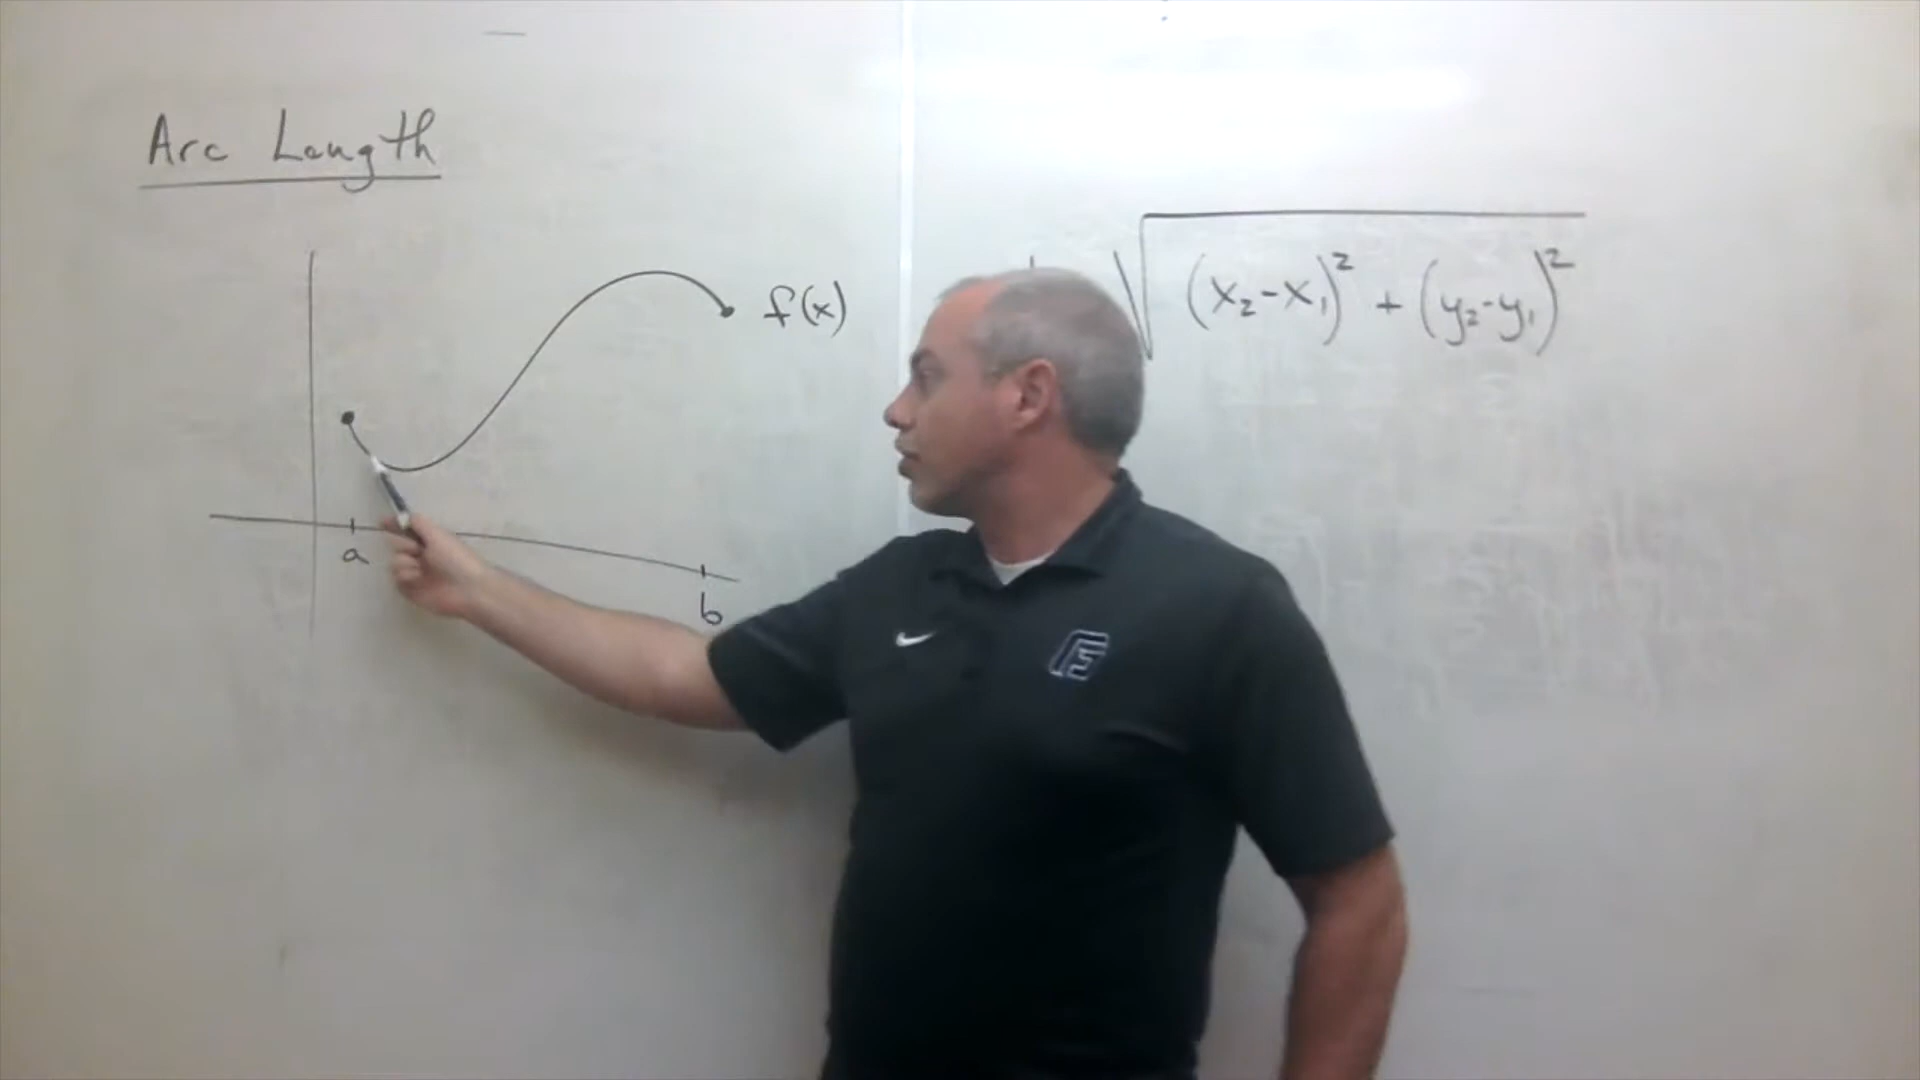 Arc Length
f(x)
√((x₂-x₁)² + (y₂-y₁)²)
a
b